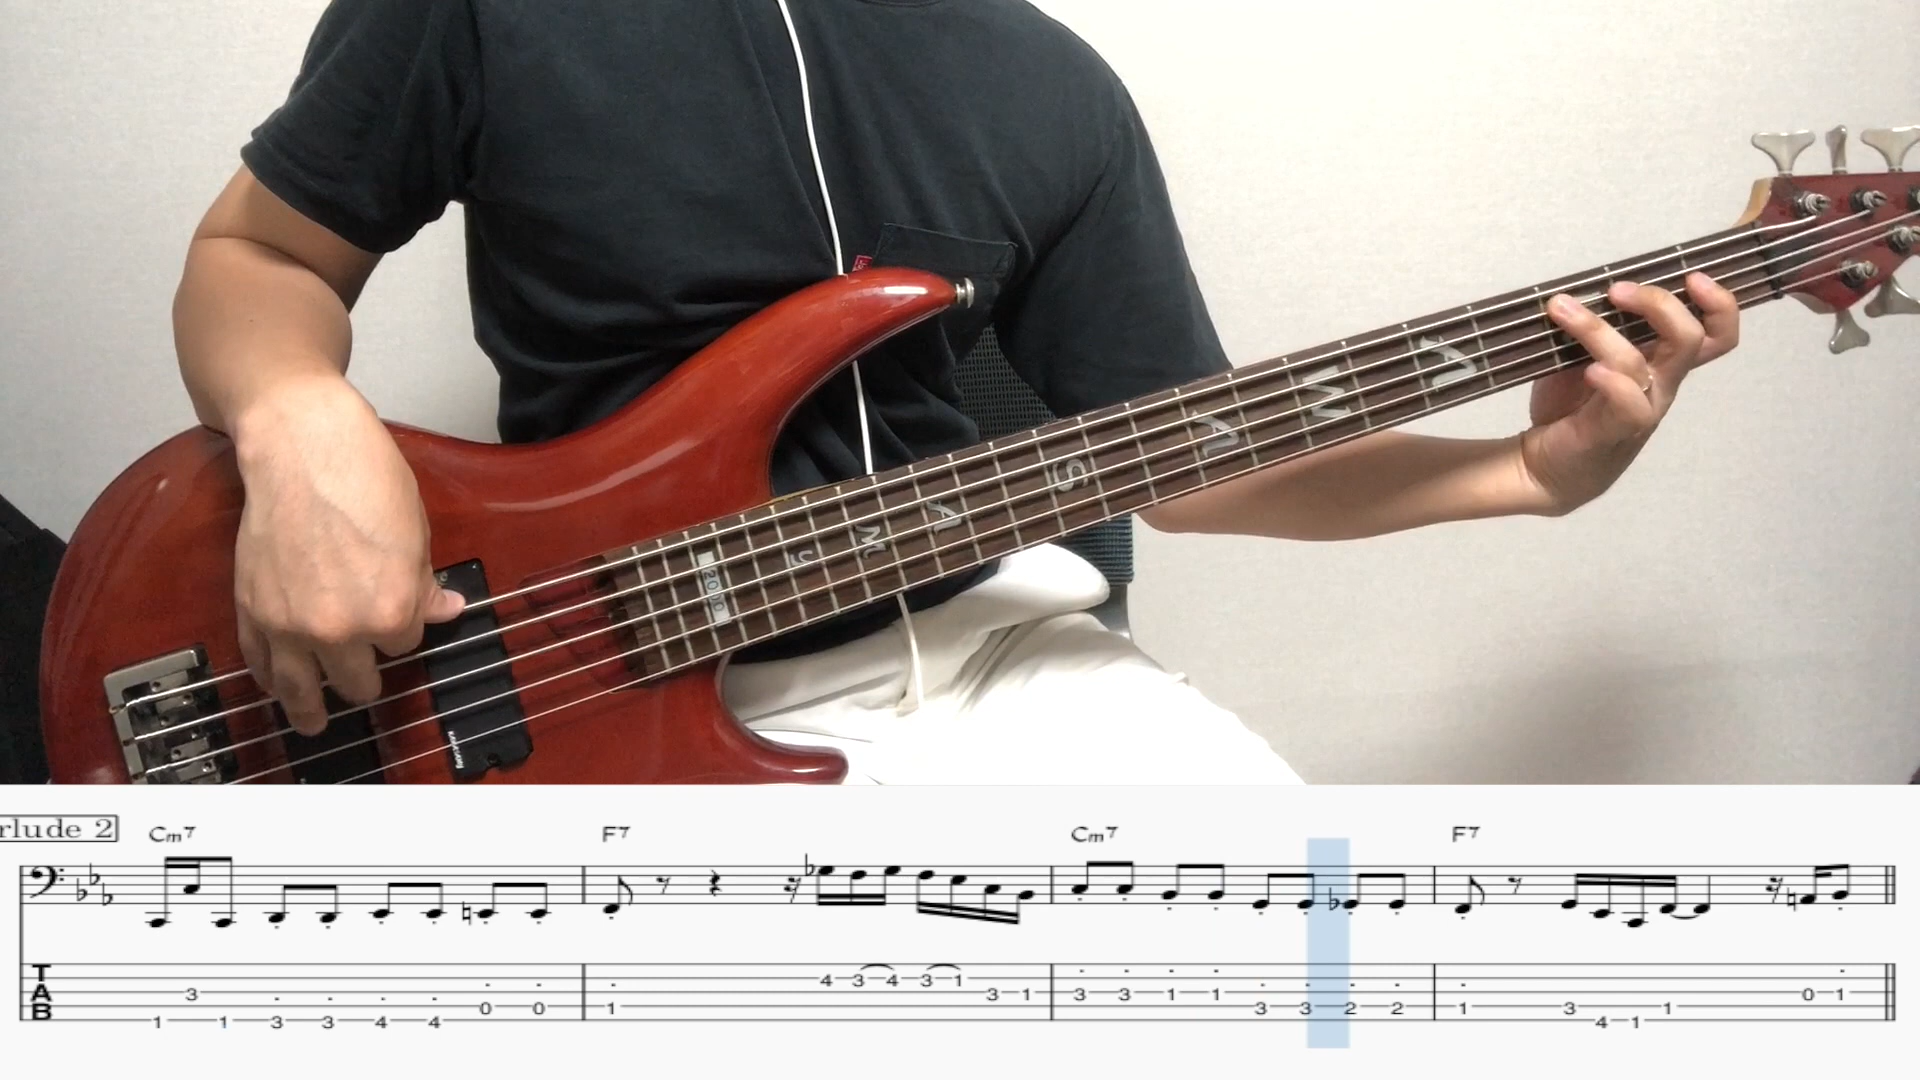 rlude 2
Cm7 F7 Cm7 F7
T 3 4 3 4 3 1 3 1 3 3 1 1 0 1
A 0 0 1 3 3 2 2 1 3 1
B 1 1 3 3 4 4 4 1
2000
y
M
A
G